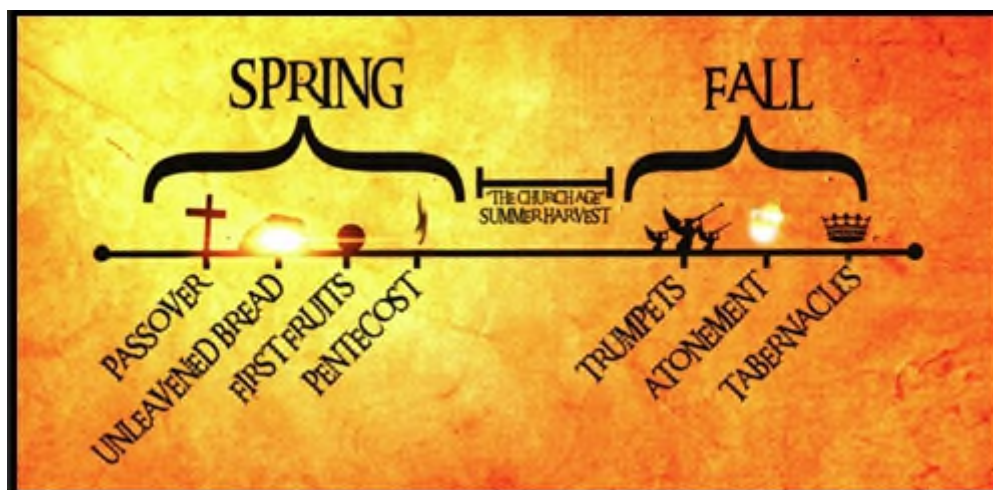 SPRING
FALL
"THE CHURCH AGE"
SUMMER HARVEST
PASSOVER
UNLEAVENED BREAD
FIRST FRUITS
PENTECOST
TRUMPETS
ATONEMENT
TABERNACLES